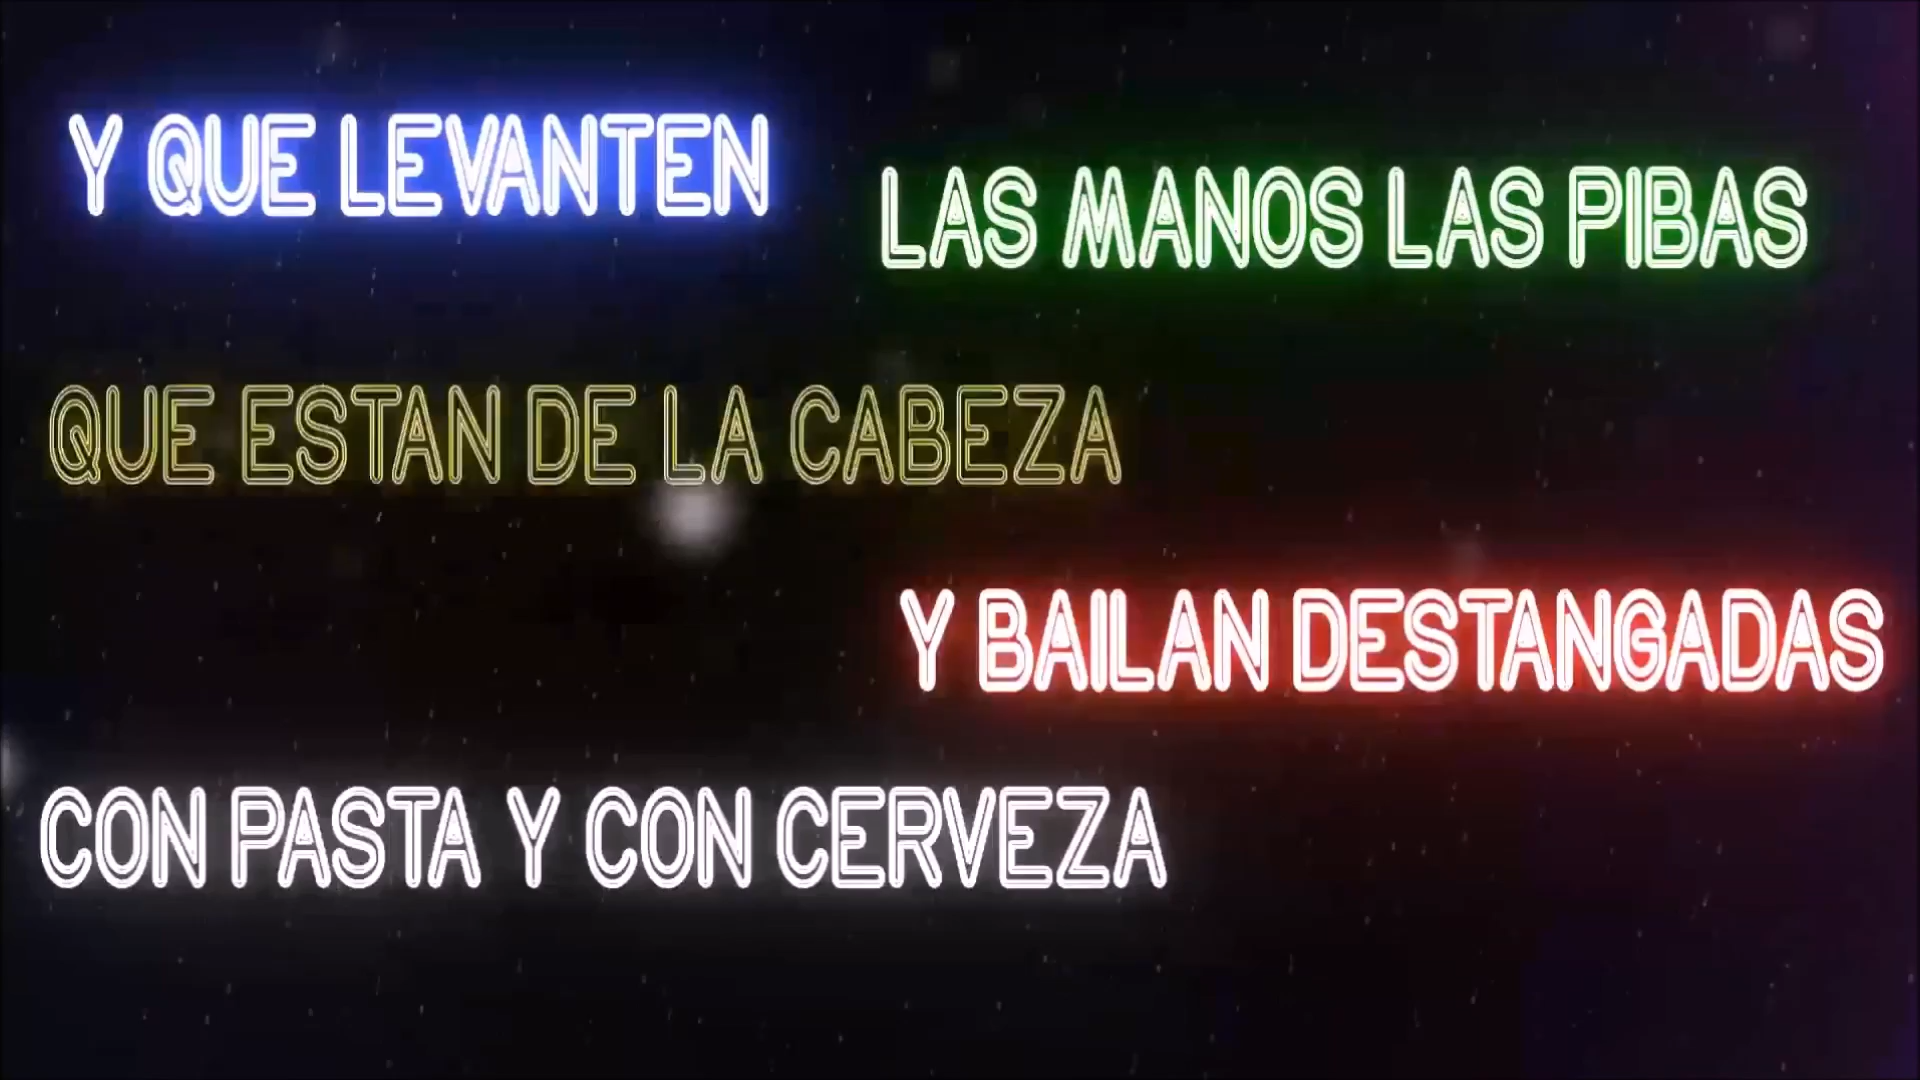 Y QUE LEVANTEN
LAS MANOS LAS PIBAS
QUE ESTAN DE LA CABEZA
Y BAILAN DESTANGADAS
CON PASTA Y CON CERVEZA